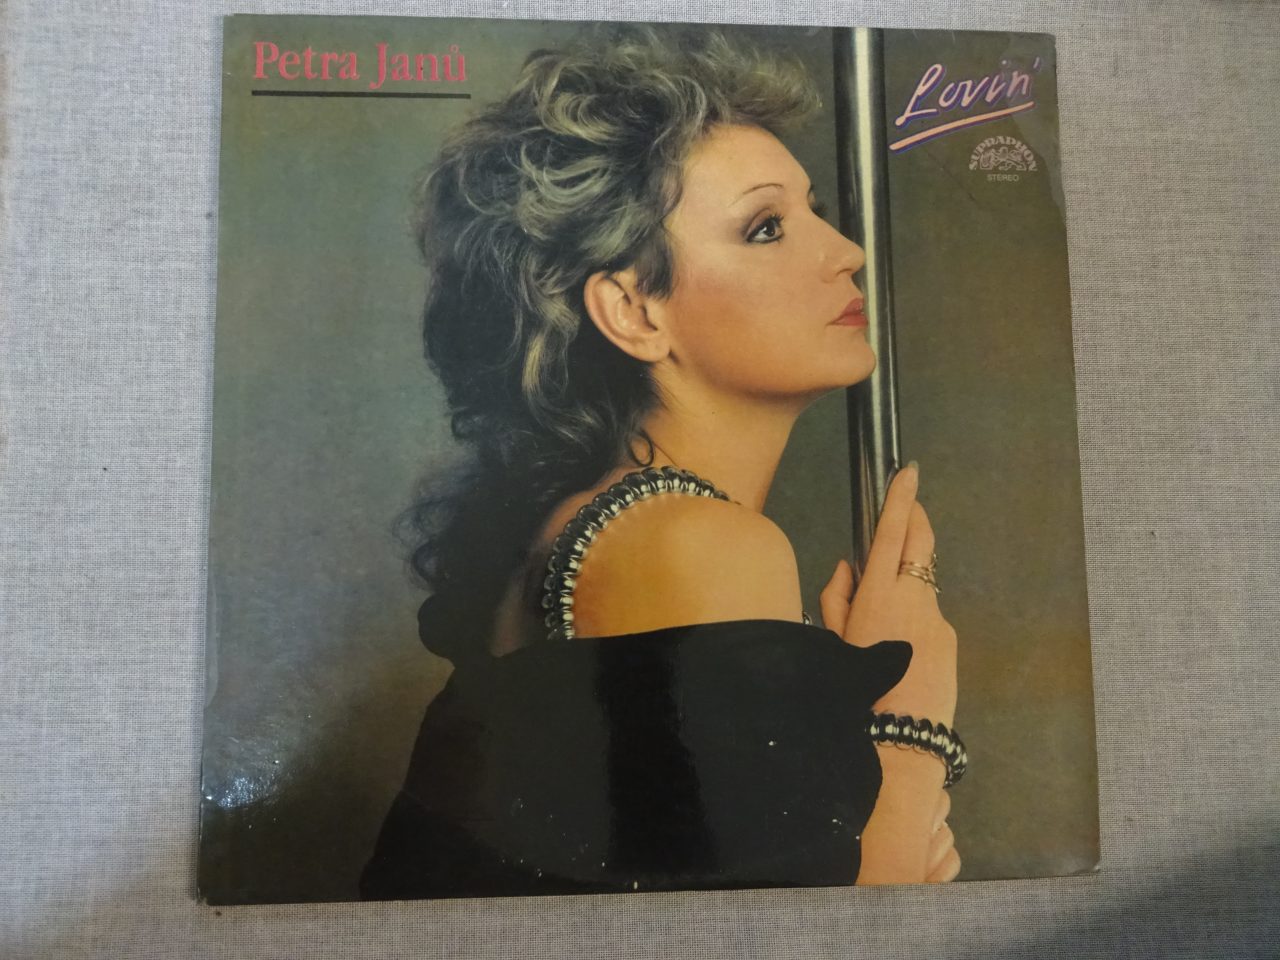 Petra Janů
Lovin'
SUPRAPHON
STEREO